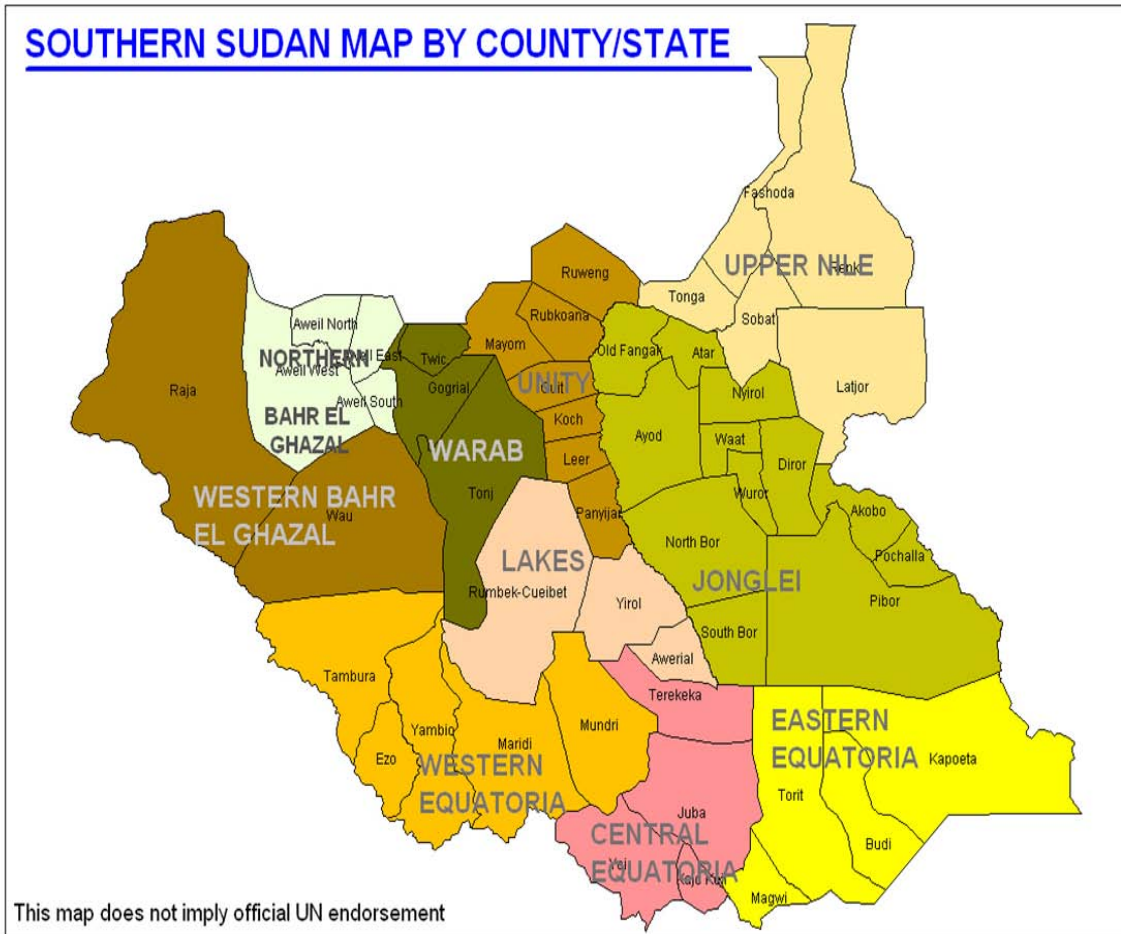 SOUTHERN SUDAN MAP BY COUNTY/STATE
Fashoda
UPPER NILE
Renk
Ruweng
Tonga
Sobat
Rubkoana
Aweil North
Mayom
Old Fangak
Atar
Aweil East
Twic
NORTHERN
Aweil West
Gogrial
UNITY
Nyirol
Latjor
Raja
Aweil South
Koch
BAHR EL
GHAZAL
Ayod
Waat
WARAB
Leer
Diror
Tonj
Wuror
WESTERN BAHR
EL GHAZAL
Wau
Panyijar
Akobo
North Bor
Pochalla
LAKES
JONGLEI
Rumbek-Cueibet
Yirol
Pibor
South Bor
Awerial
Tambura
Terekeka
EASTERN
EQUATORIA
Yambio
Mundri
Maridi
Ezo
Kapoeta
WESTERN
EQUATORIA
Torit
Juba
CENTRAL
EQUATORIA
Budi
Yei
Magwi
This map does not imply official UN endorsement